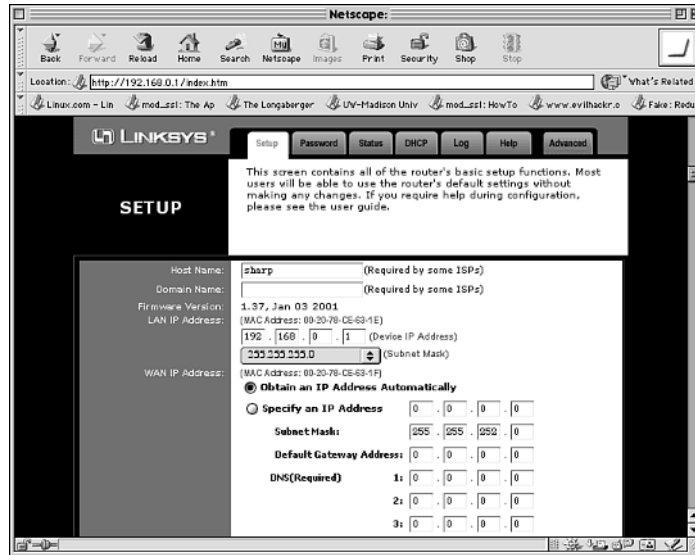 Netscape:
Back Forward Reload Home Search Netscape Images Print Security Shop Stop
Location: http://192.168.0.1/index.htm What's Related
Linux.com - Lin mod_ssl: The Ap The Longaberger UW-Madison Univ mod_ssl: HowTo www.evilhackr.o Fake: Redu
LINKSYS®
Setup Password Status DHCP Log Help Advanced
SETUP
This screen contains all of the router's basic setup functions. Most
users will be able to use the router's default settings without
making any changes. If you require help during configuration,
please see the user guide.
Host Name: sharp (Required by some ISPs)
Domain Name: (Required by some ISPs)
Firmware Version: 1.37, Jan 03 2001
LAN IP Address: (MAC Address: 00-20-78-CE-63-1E)
192 . 168 . 0 . 1 (Device IP Address)
255.255.255.0 (Subnet Mask)
WAN IP Address: (MAC Address: 00-20-78-CE-63-1F)
Obtain an IP Address Automatically
Specify an IP Address 0 . 0 . 0 . 0
Subnet Mask: 255 . 255 . 252 . 0
Default Gateway Address: 0 . 0 . 0 . 0
DNS(Required) 1: 0 . 0 . 0 . 0
2: 0 . 0 . 0 . 0
3: 0 . 0 . 0 . 0